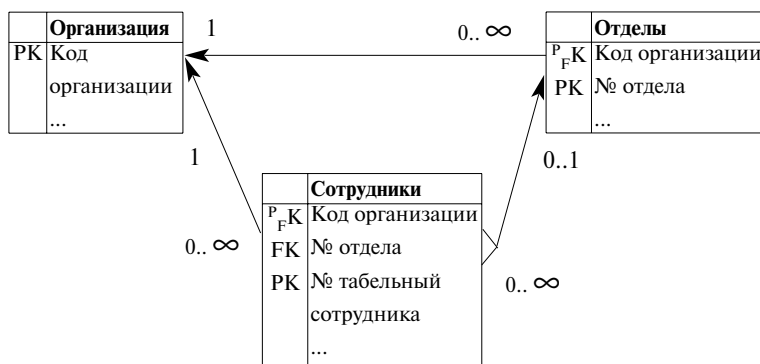 Организация
PK Код
организации
...
1
0.. ∞
Отделы
PFK Код организации
PK № отдела
...
1
0..1
Сотрудники
PFK Код организации
FK № отдела
PK № табельный
сотрудника
...
0.. ∞
0.. ∞